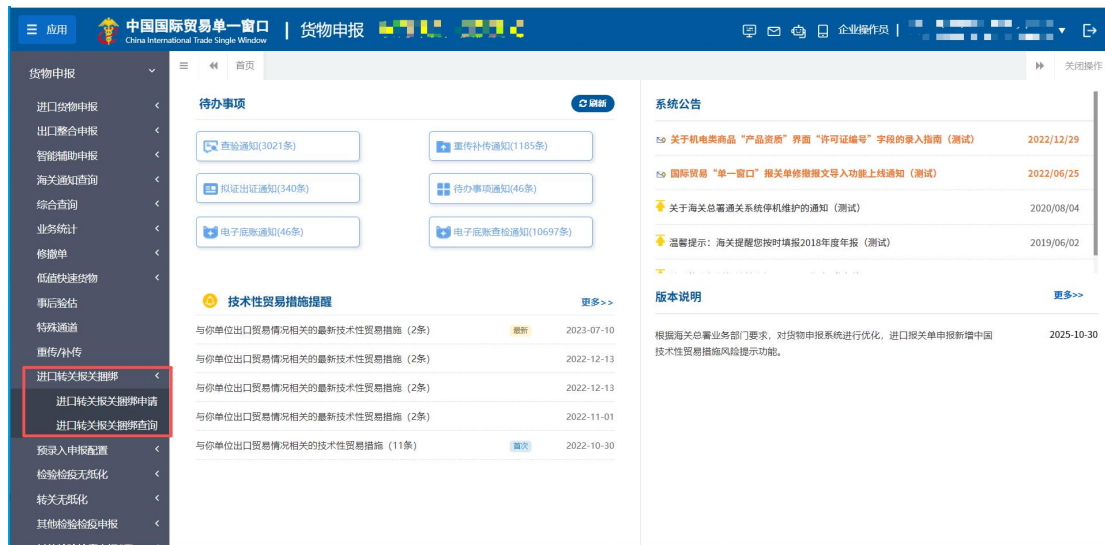 应用
中国国际贸易单一窗口
China International Trade Single Window
货物申报
企业操作员
货物申报
首页
关闭操作
进口货物申报
出口整合申报
智能辅助申报
海关通知查询
综合查询
业务统计
修撤单
低值快速货物
事后验估
特殊通道
重传/补传
进口转关报关捆绑
进口转关报关捆绑申请
进口转关报关捆绑查询
预录入申报配置
检验检疫无纸化
转关无纸化
其他检验检疫申报
待办事项
刷新
查验通知(3021条)
重传补传通知(1185条)
拟证出证通知(340条)
待办事项通知(46条)
电子底账通知(46条)
电子底账查检通知(10697条)
技术性贸易措施提醒
更多>>
与你单位出口贸易情况相关的最新技术性贸易措施（2条） 最新 2023-07-10
与你单位出口贸易情况相关的最新技术性贸易措施（2条） 2022-12-13
与你单位出口贸易情况相关的最新技术性贸易措施（2条） 2022-12-13
与你单位出口贸易情况相关的最新技术性贸易措施（2条） 2022-11-01
与你单位出口贸易情况相关的技术性贸易措施（11条） 首次 2022-10-30
系统公告
关于机电类商品“产品资质”界面“许可证编号”字段的录入指南（测试） 2022/12/29
国际贸易“单一窗口”报关单修撤报文导入功能上线通知（测试） 2022/06/25
关于海关总署通关系统停机维护的通知（测试） 2020/08/04
温馨提示：海关提醒您按时填报2018年度年报（测试） 2019/06/02
版本说明
更多>>
根据海关总署业务部门要求，对货物申报系统进行优化，进口报关单申报新增中国 2025-10-30
技术性贸易措施风险提示功能。